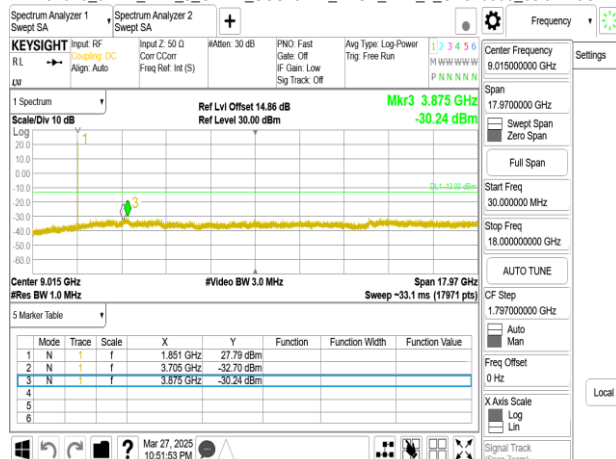 Spectrum Analyzer 1
Swept SA
Spectrum Analyzer 2
Swept SA
+
Frequency
Settings
KEYSIGHT
RL
LXI
Input: RF
Coupling: DC
Align: Auto
Input Z: 50 Ω
Corr CCorr
Freq Ref: Int (S)
#Atten: 30 dB
PNO: Fast
Gate: Off
IF Gain: Low
Sig Track: Off
Avg Type: Log-Power
Trig: Free Run
1 2 3 4 5 6
M W W W W W
P N N N N N
1 Spectrum
Scale/Div 10 dB
Ref Lvl Offset 14.86 dB
Ref Level 30.00 dBm
Mkr3 3.875 GHz
-30.24 dBm
Log
20.0
10.0
0.00
-10.0
-20.0
-30.0
-40.0
-50.0
-60.0
1
3
DL1 -13.00 dBm
Center 9.015 GHz
#Res BW 1.0 MHz
#Video BW 3.0 MHz
Span 17.97 GHz
Sweep ~33.1 ms (17971 pts)
5 Marker Table
Mode Trace Scale X Y Function Function Width Function Value
1 N 1 f 1.851 GHz 27.79 dBm
2 N 1 f 3.705 GHz -32.70 dBm
3 N 1 f 3.875 GHz -30.24 dBm
4
5
6
Mar 27, 2025
10:51:53 PM
Center Frequency
9.015000000 GHz
Span
17.9700000 GHz
Swept Span
Zero Span
Full Span
Start Freq
30.000000 MHz
Stop Freq
18.000000000 GHz
AUTO TUNE
CF Step
1.797000000 GHz
Auto
Man
Freq Offset
0 Hz
X Axis Scale
Log
Lin
Signal Track
(Span Zoom)
Local